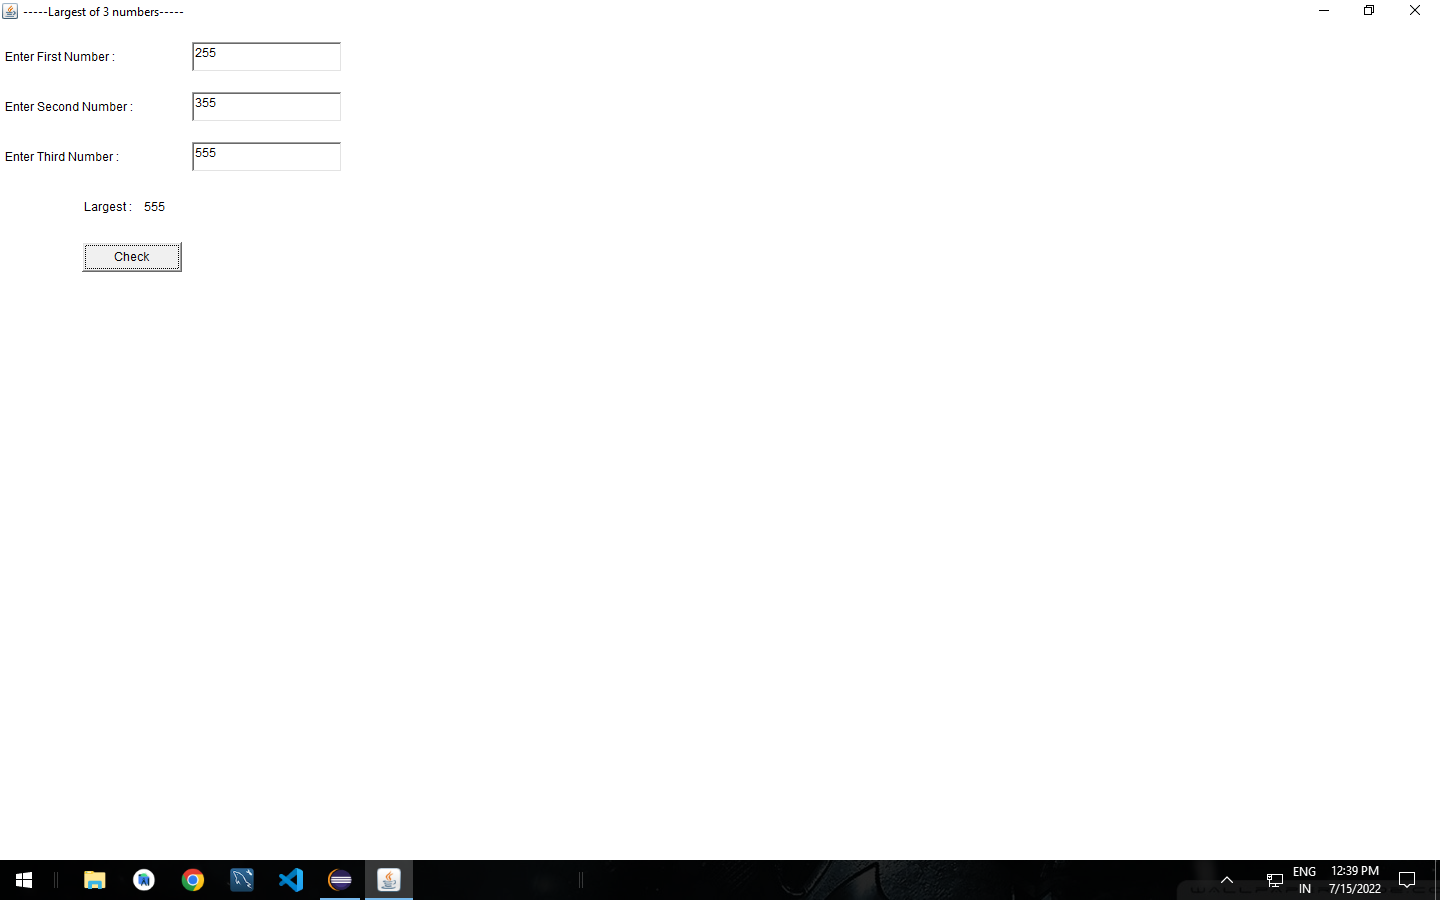 -----Largest of 3 numbers-----
Enter First Number :
255
Enter Second Number :
355
Enter Third Number :
555
Largest : 555
Check
ENG
IN
12:39 PM
7/15/2022